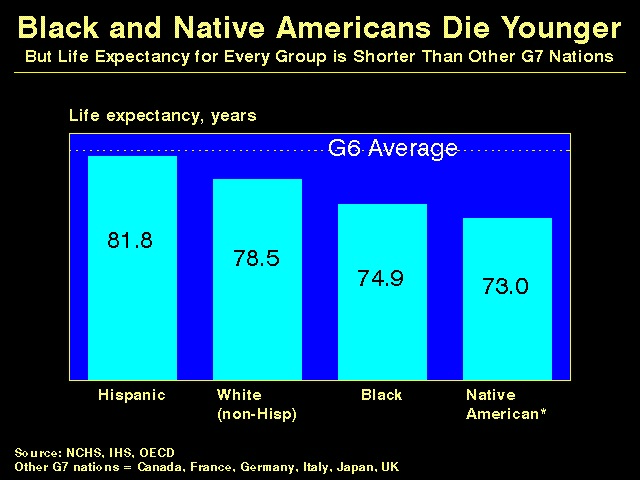 Black and Native Americans Die Younger
But Life Expectancy for Every Group is Shorter Than Other G7 Nations
Life expectancy, years
G6 Average
81.8
78.5
74.9
73.0
Hispanic
White
(non-Hisp)
Black
Native
American*
Source: NCHS, IHS, OECD
Other G7 nations = Canada, France, Germany, Italy, Japan, UK